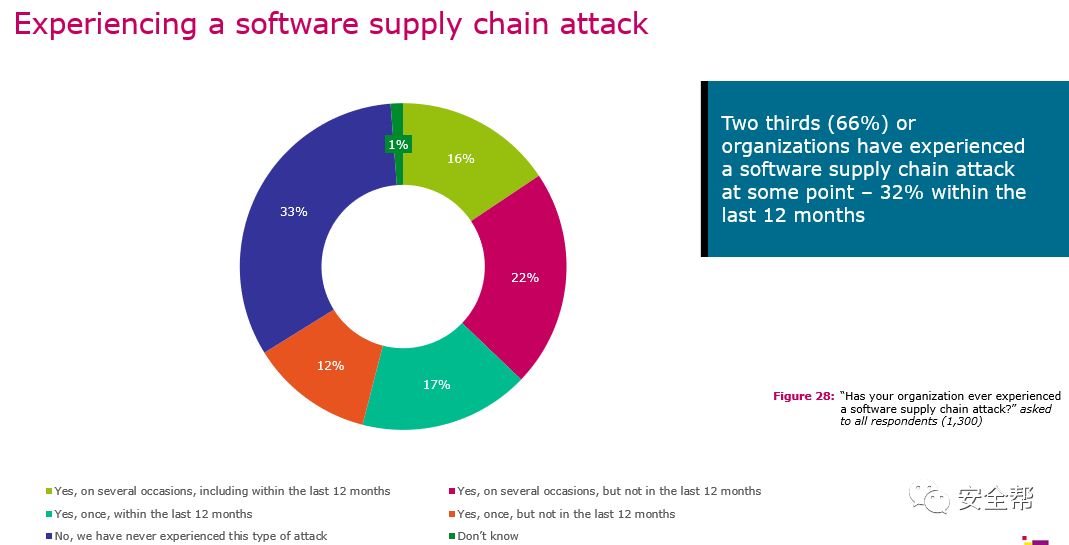 Experiencing a software supply chain attack
1%
16%
33%
22%
12%
17%
Two thirds (66%) or
organizations have experienced
a software supply chain attack
at some point – 32% within the
last 12 months
Figure 28: “Has your organization ever experienced
a software supply chain attack?” asked
to all respondents (1,300)
Yes, on several occasions, including within the last 12 months
Yes, on several occasions, but not in the last 12 months
Yes, once, within the last 12 months
Yes, once, but not in the last 12 months
No, we have never experienced this type of attack
Don’t know
安全帮